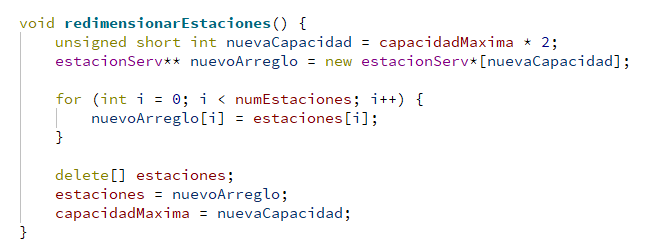 void redimensionarEstaciones() {
    unsigned short int nuevaCapacidad = capacidadMaxima * 2;
    estacionServ** nuevoArreglo = new estacionServ*[nuevaCapacidad];

    for (int i = 0; i < numEstaciones; i++) {
        nuevoArreglo[i] = estaciones[i];
    }

    delete[] estaciones;
    estaciones = nuevoArreglo;
    capacidadMaxima = nuevaCapacidad;
}